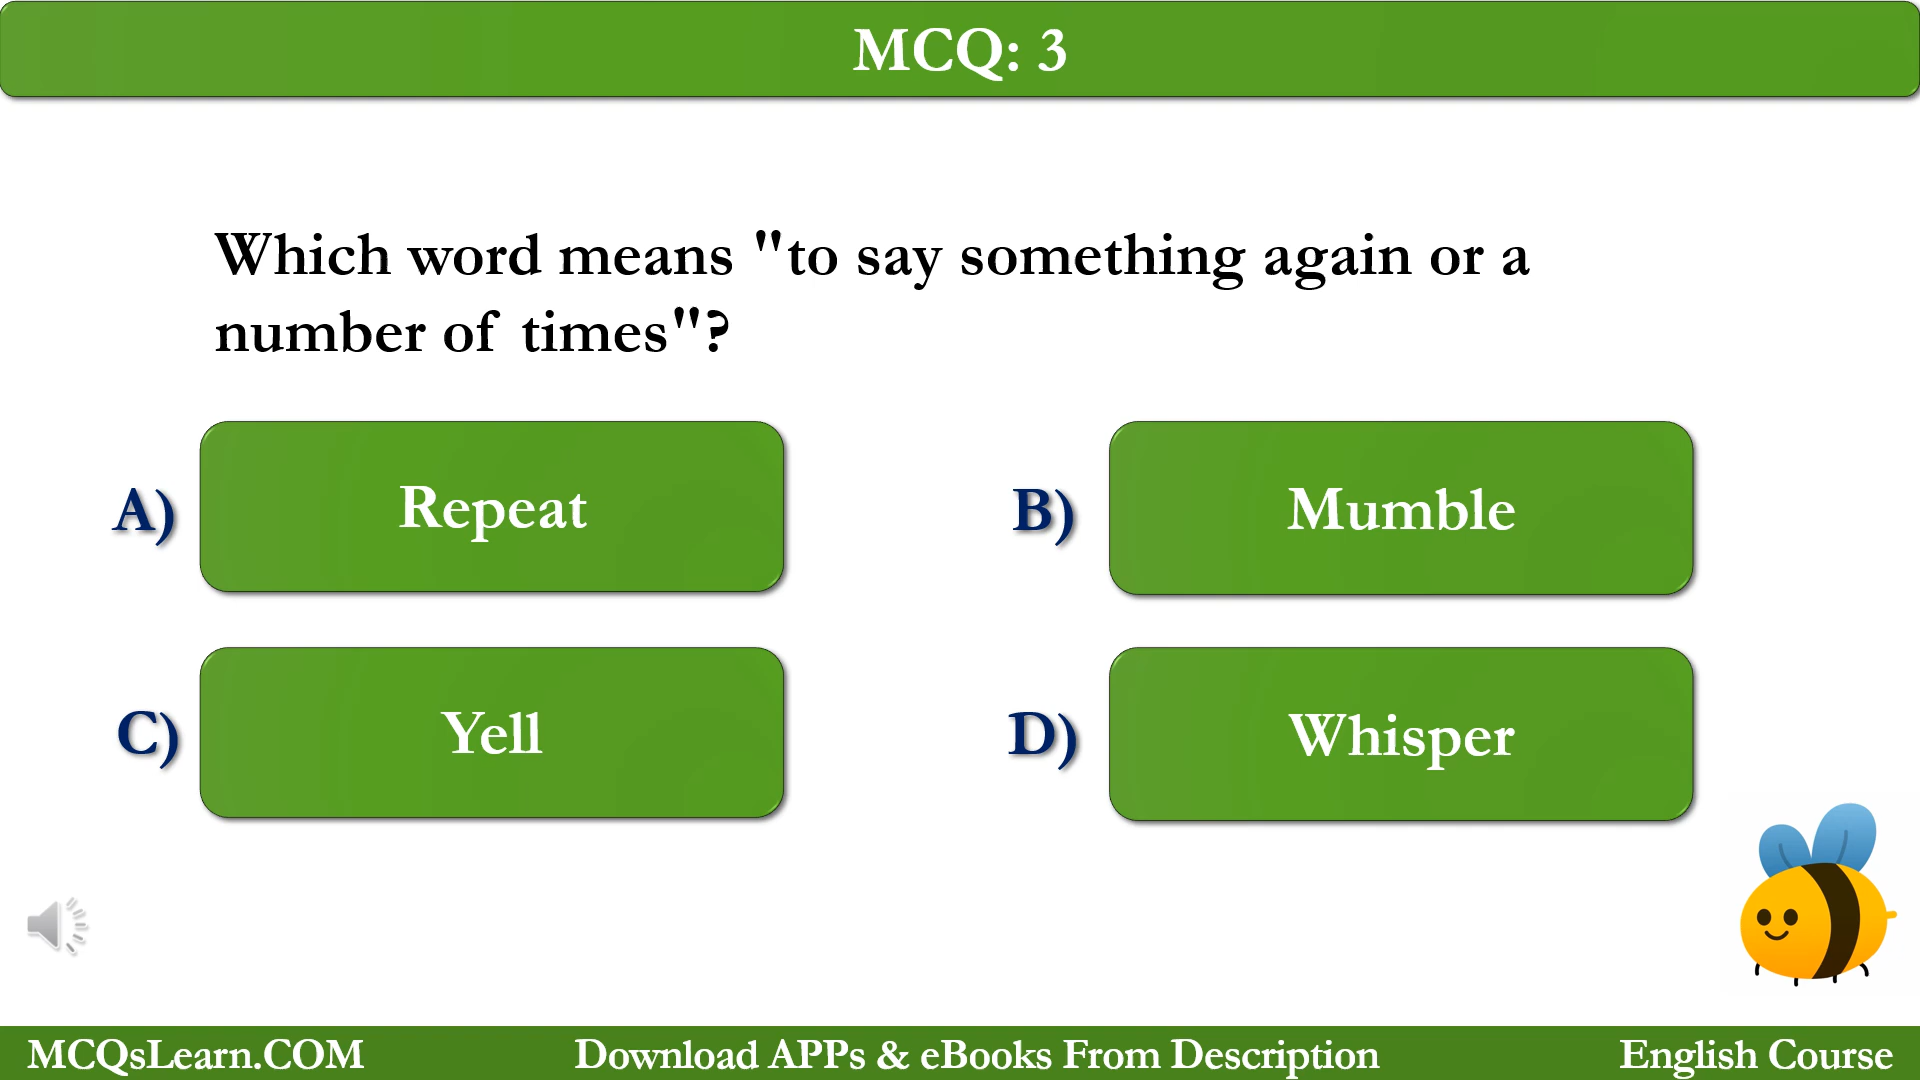 MCQ: 3
Which word means "to say something again or a
number of times"?
A) Repeat
B) Mumble
C) Yell
D) Whisper
MCQsLearn.COM Download APPs & eBooks From Description English Course